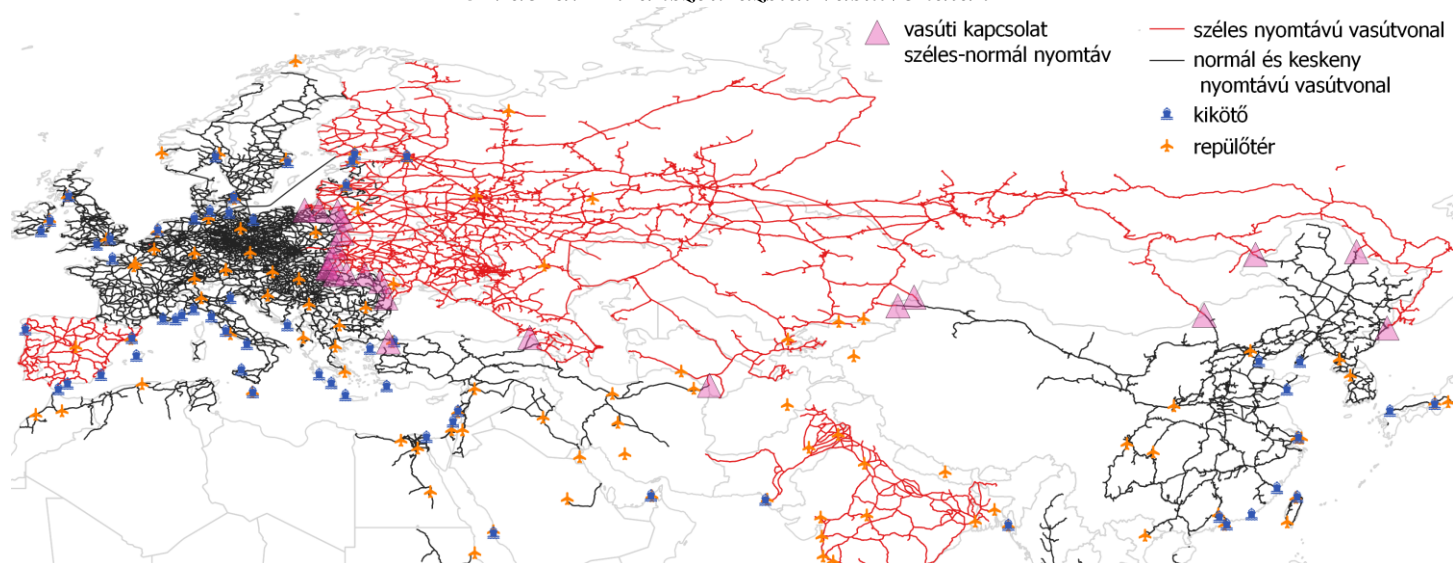 vasúti kapcsolat
széles-normál nyomtáv
széles nyomtávú vasútvonal
normál és keskeny
nyomtávú vasútvonal
kikötő
repülőtér